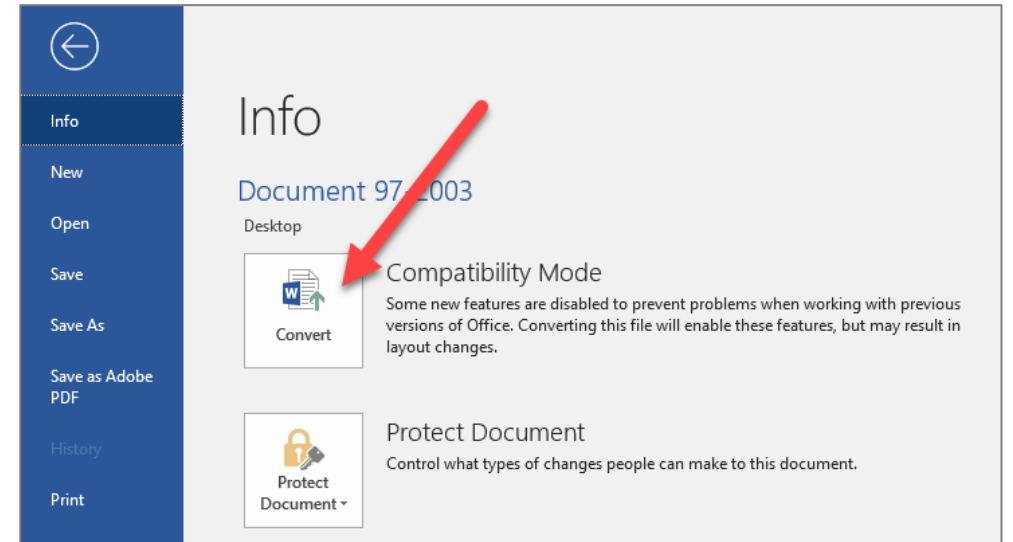 Info
New
Open
Save
Save As
Save as Adobe
PDF
History
Print
Info
Document 97-2003
Desktop
W
Convert
Compatibility Mode
Some new features are disabled to prevent problems when working with previous
versions of Office. Converting this file will enable these features, but may result in
layout changes.
Protect
Document
Protect Document
Control what types of changes people can make to this document.